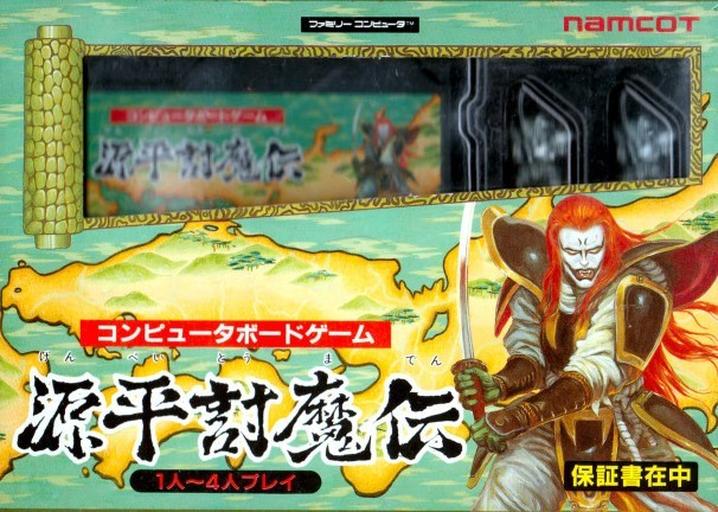 ファミリー コンピュータ™
namcoT
コンピュータボードゲーム
源平討魔伝
コンピュータボードゲーム
げんぺいとうまでん
源平討魔伝
1人～4人プレイ
保証書在中